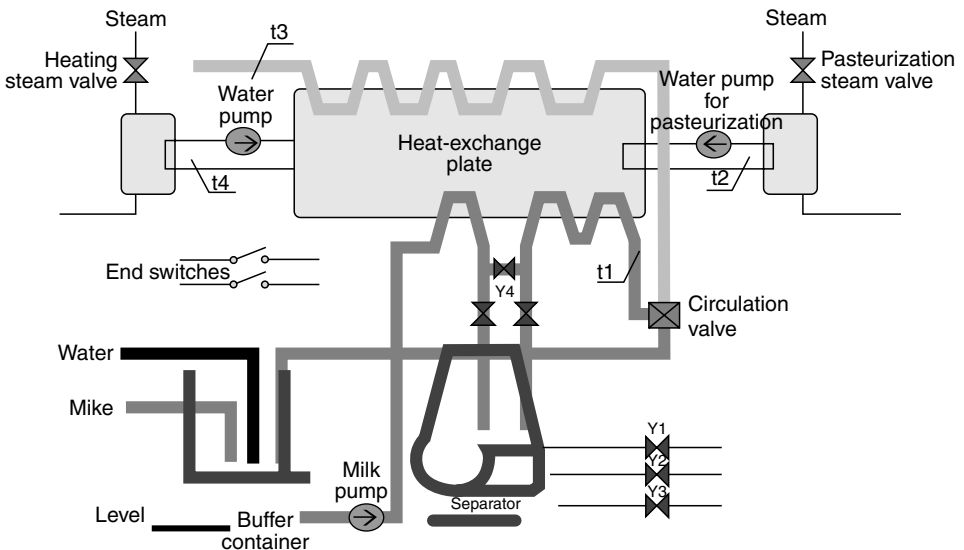 Steam
Steam
t3
Heating
steam valve
Pasteurization
steam valve
Water
pump
Water pump
for
pasteurization
Heat-exchange
plate
t4
t2
End switches
t1
Y4
Circulation
valve
Water
Mike
Y1
Y2
Y3
Milk
pump
Separator
Level
Buffer
container